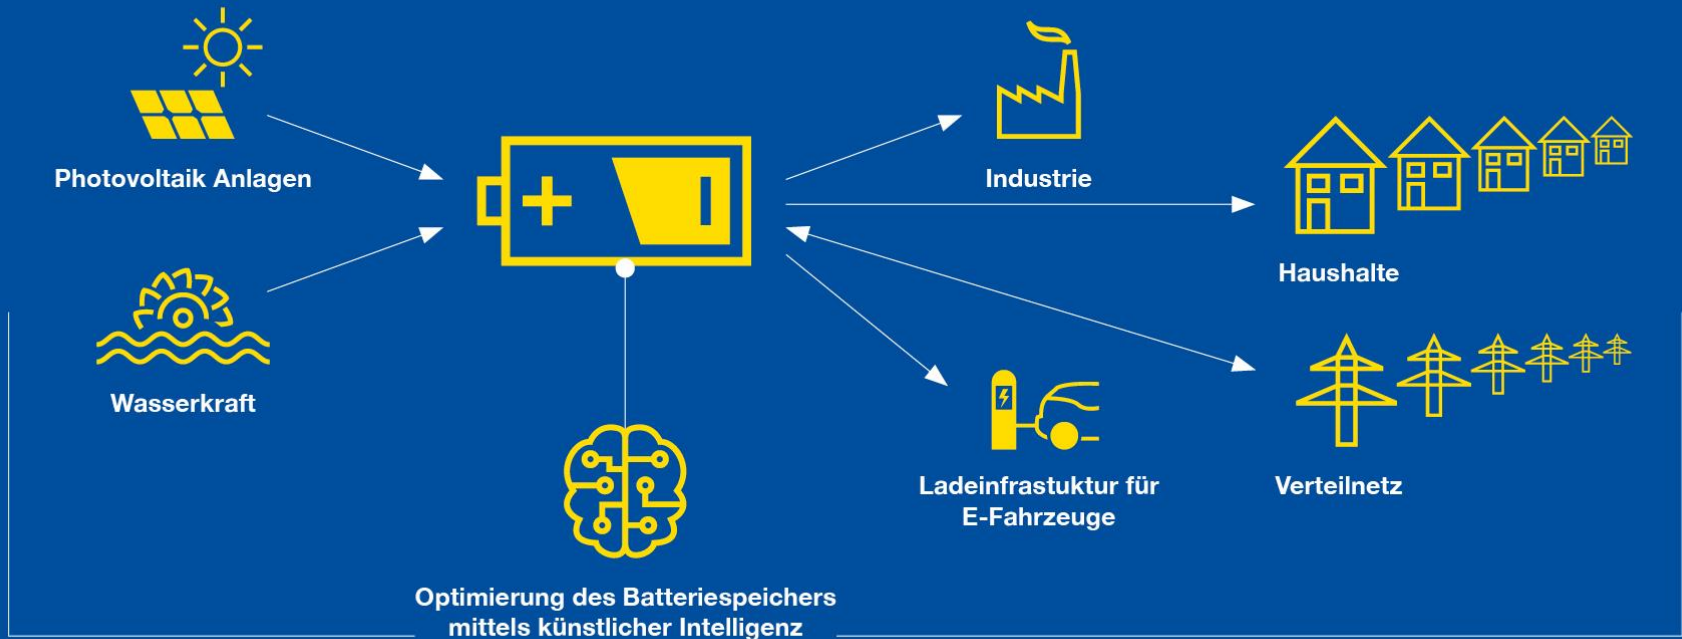 Photovoltaik Anlagen
Wasserkraft
Industrie
Haushalte
Ladeinfrastuktur für
E-Fahrzeuge
Verteilnetz
Optimierung des Batteriespeichers
mittels künstlicher Intelligenz